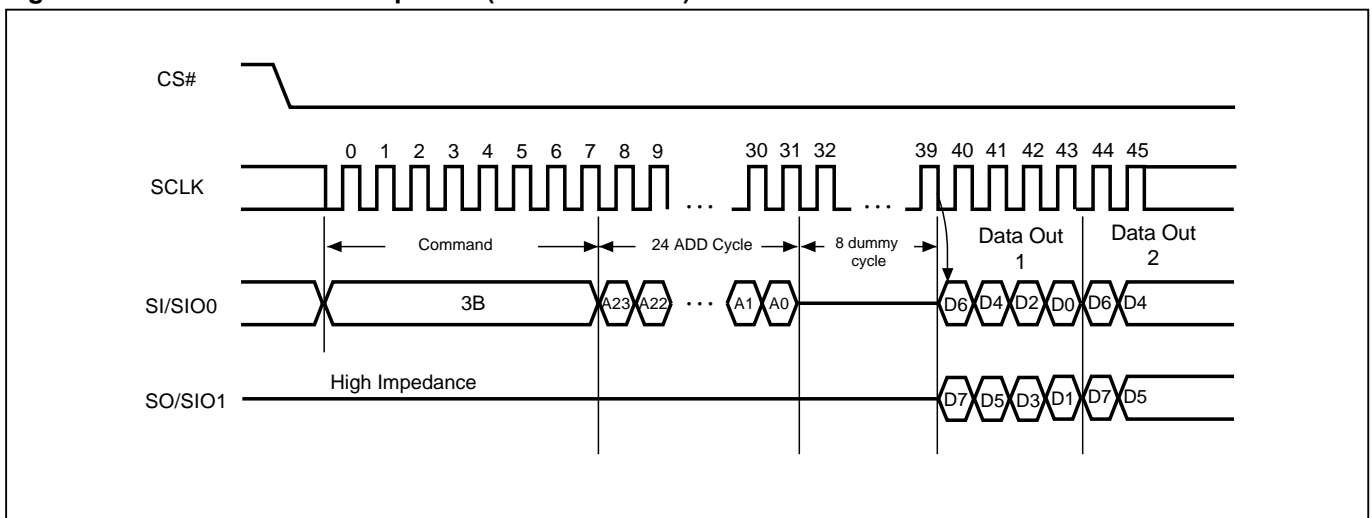 CS#
0 1 2 3 4 5 6 7 8 9 30 31 32 39 40 41 42 43 44 45
SCLK
... ...
Command 24 ADD Cycle 8 dummy
cycle
Data Out
1
Data Out
2
SI/SIO0 3B A23 A22 ... A1 A0 D6 D4 D2 D0 D6 D4
High Impedance
SO/SIO1 D7 D5 D3 D1 D7 D5